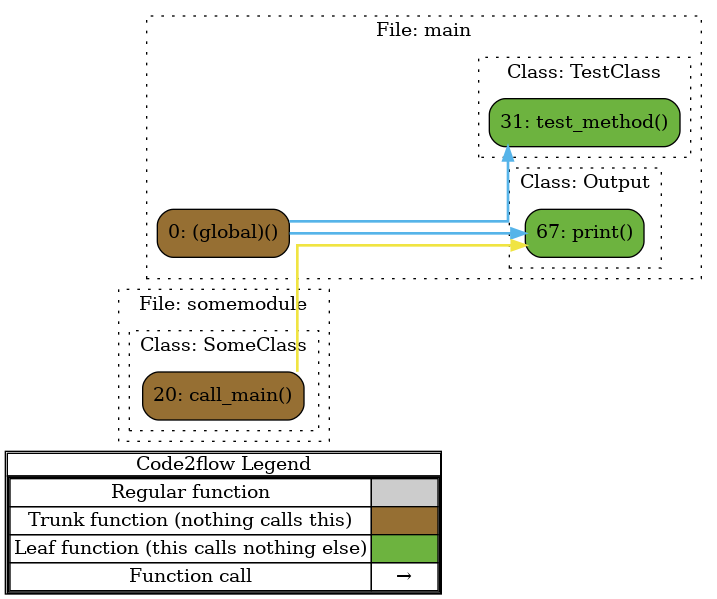 File: main
Class: TestClass
31: test_method()
Class: Output
0: (global)()
67: print()
File: somemodule
Class: SomeClass
20: call_main()
Code2flow Legend
Regular function
Trunk function (nothing calls this)
Leaf function (this calls nothing else)
Function call →